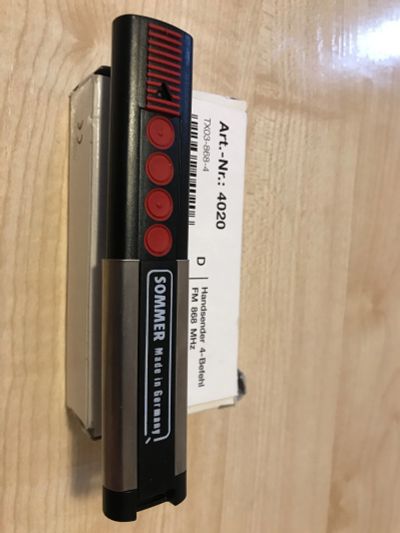 SOMMER Made in Germany
Art.-Nr.: 4020
TX03-868-4
D
Handsender 4-Befehl
FM 868 MHz